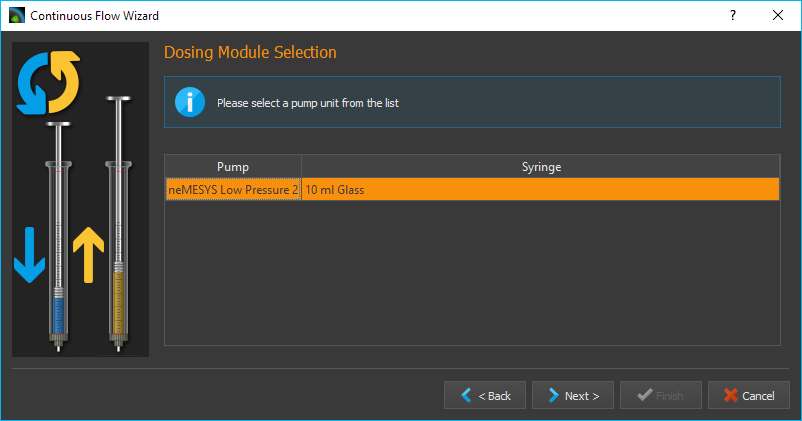 Continuous Flow Wizard
?
Dosing Module Selection
Please select a pump unit from the list
Pump Syringe
neMESYS Low Pressure 2 10 ml Glass
< Back Next > Finish Cancel